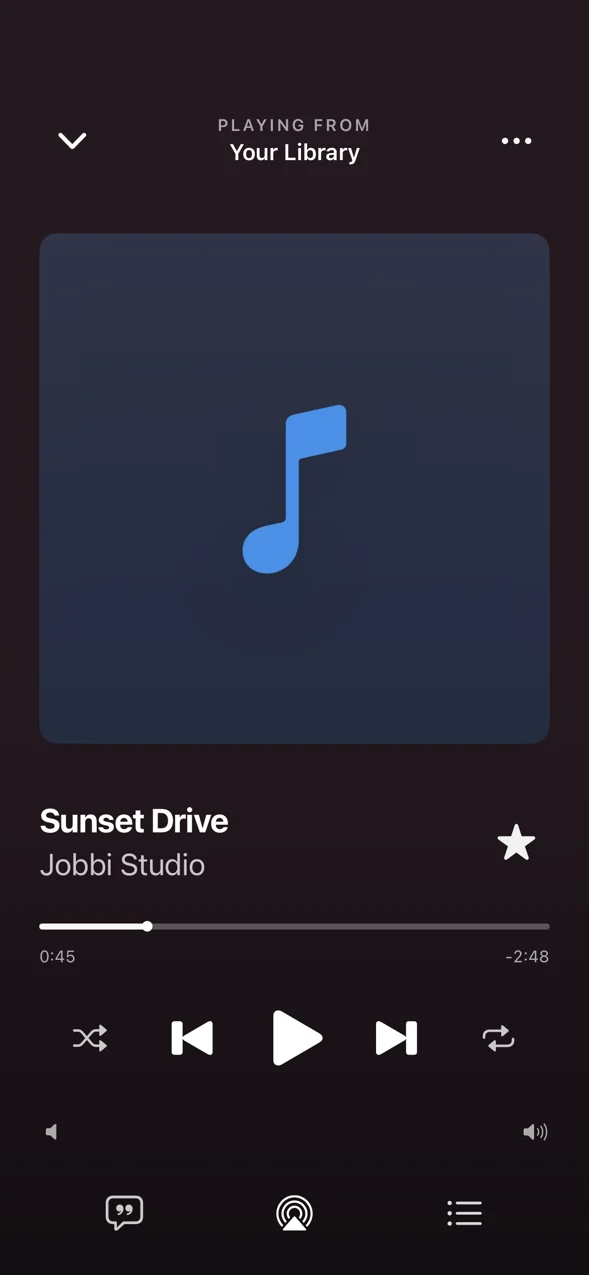 PLAYING FROM
Your Library
Sunset Drive
Jobbi Studio
0:45
-2:48